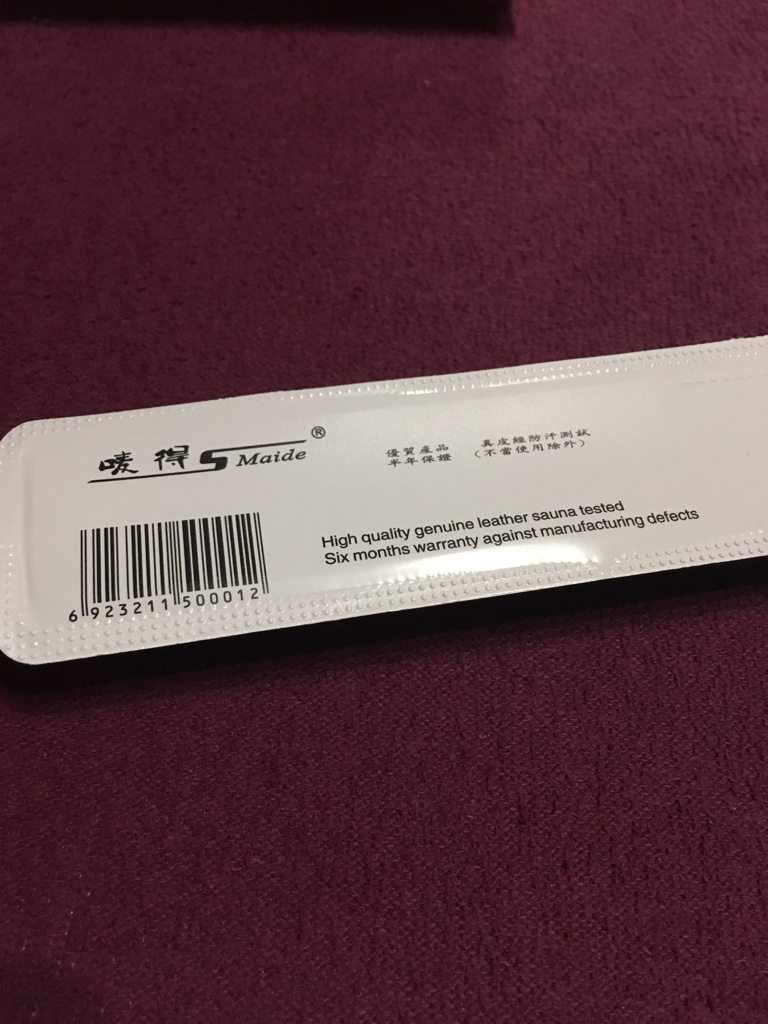 唛得 S Maide ®
優質產品 真皮經防汗測試
半年保證 (不當使用除外)
High quality genuine leather sauna tested
Six months warranty against manufacturing defects
6 923211 500012